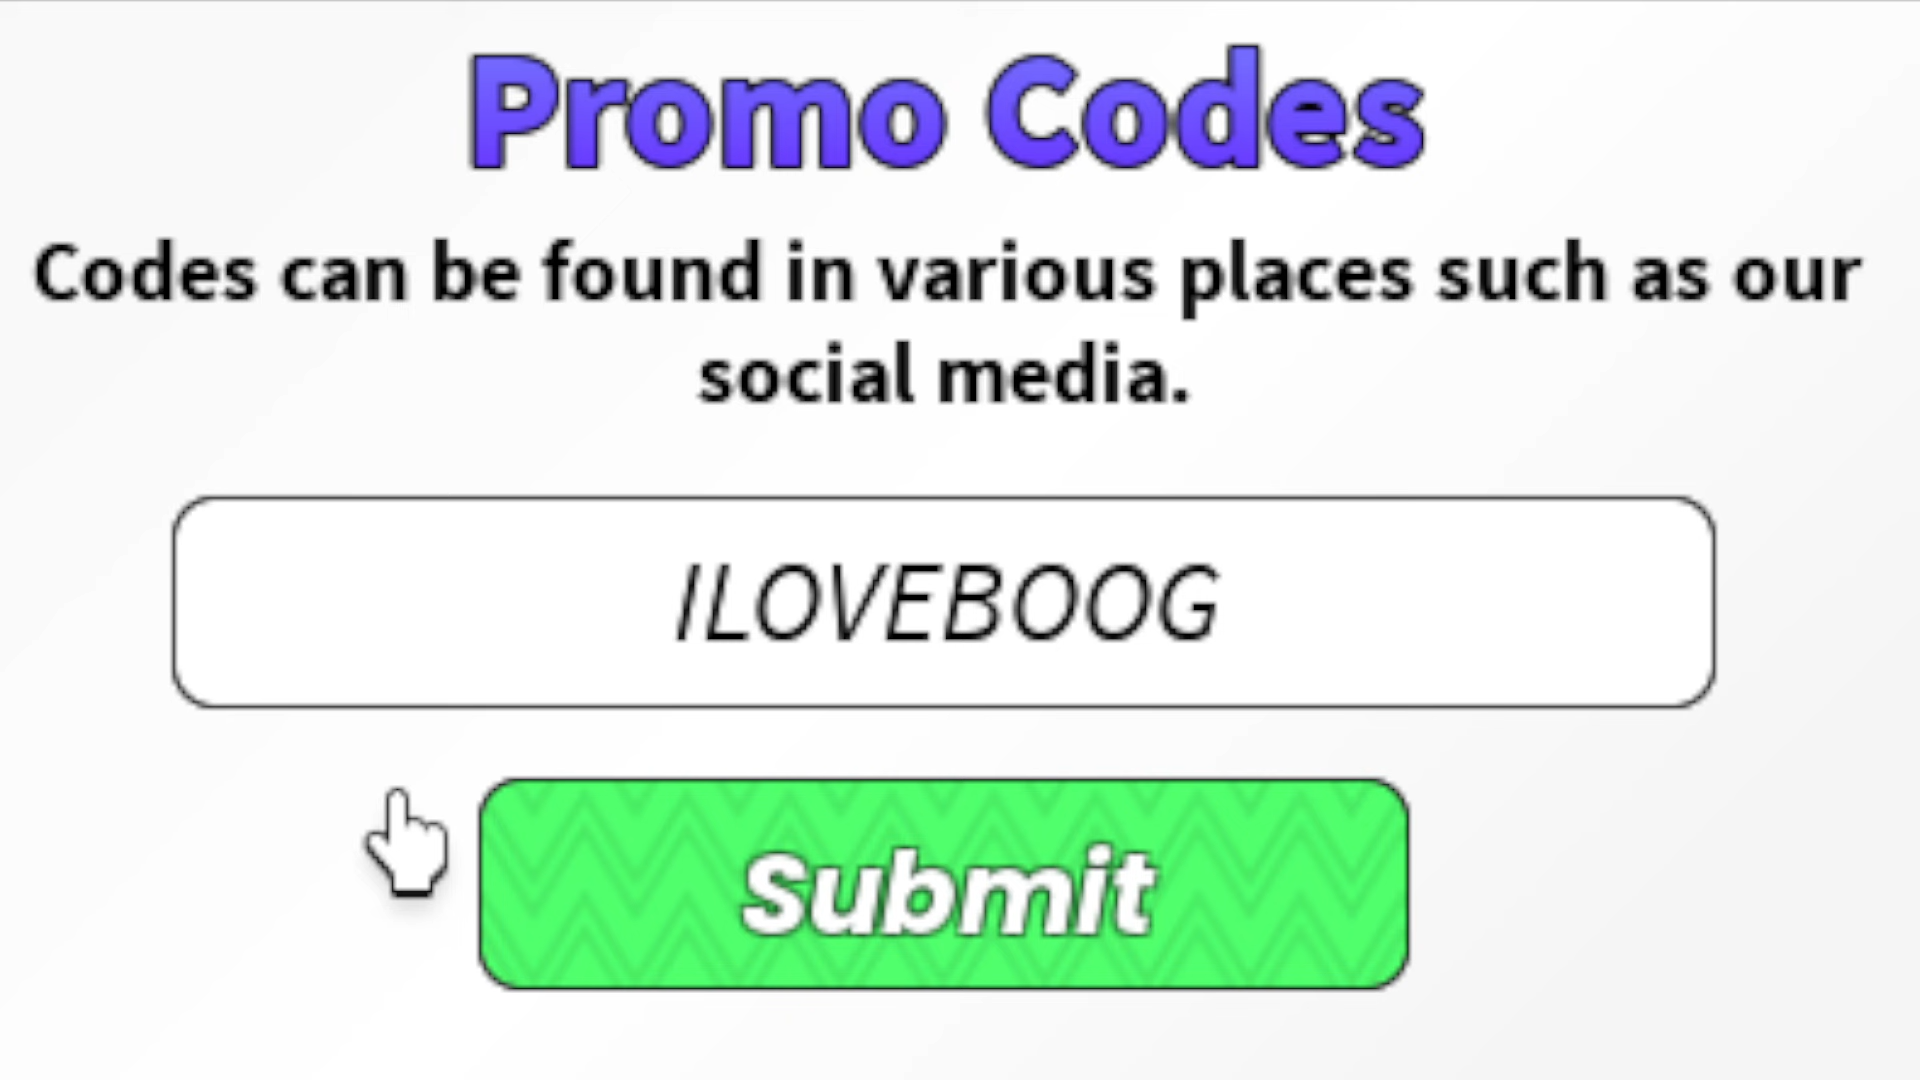 Promo Codes
Codes can be found in various places such as our
social media.
ILOVEBOOG
Submit